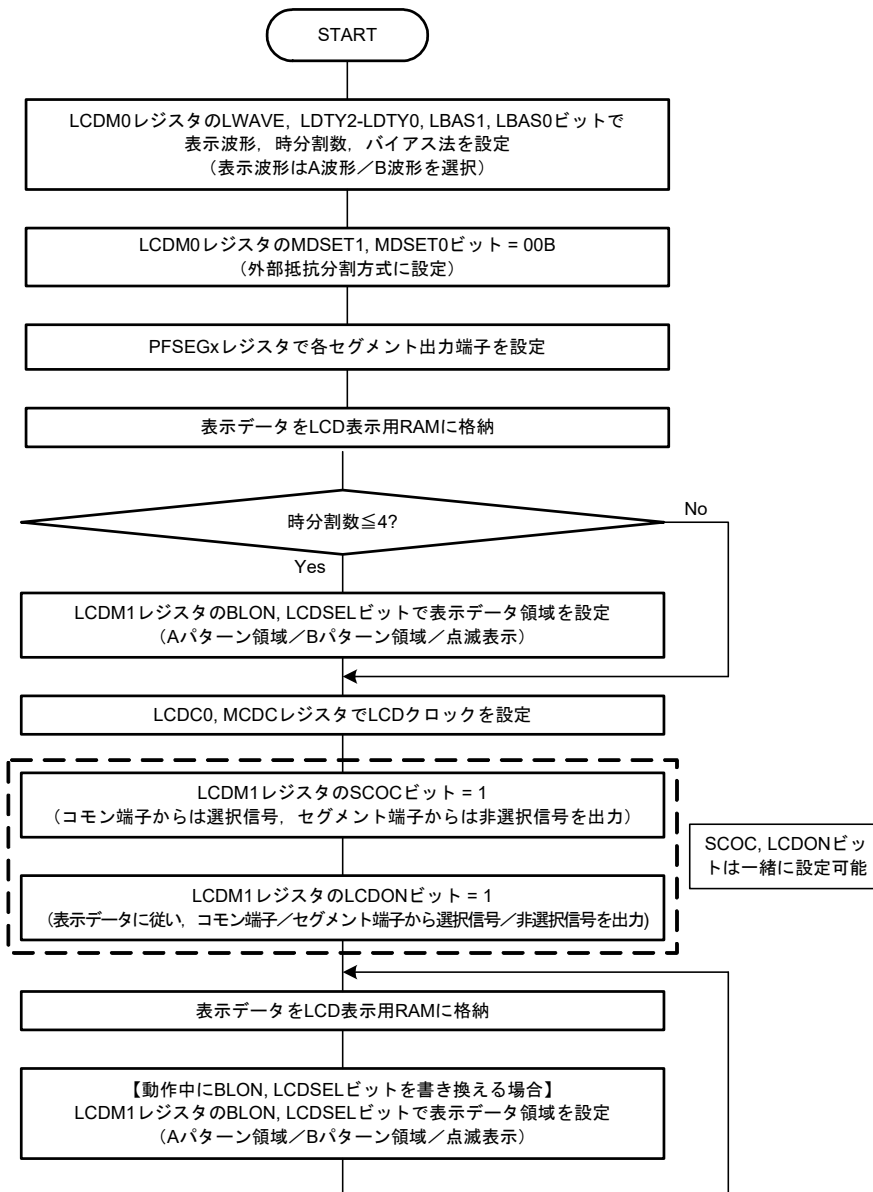 START
LCDM0レジスタのLWAVE, LDTY2-LDTY0, LBAS1, LBAS0ビットで
表示波形，時分割数，バイアス法を設定
（表示波形はA波形／B波形を選択）
LCDM0レジスタのMDSET1, MDSET0ビット = 00B
（外部抵抗分割方式に設定）
PFSEGxレジスタで各セグメント出力端子を設定
表示データをLCD表示用RAMに格納
時分割数≦4?
No
Yes
LCDM1レジスタのBLON, LCDSELビットで表示データ領域を設定
（Aパターン領域／Bパターン領域／点滅表示）
LCDC0, MCDCレジスタでLCDクロックを設定
LCDM1レジスタのSCOCビット = 1
（コモン端子からは選択信号，セグメント端子からは非選択信号を出力）
SCOC, LCDONビッ
トは一緒に設定可能
LCDM1レジスタのLCDONビット = 1
(表示データに従い，コモン端子／セグメント端子から選択信号／非選択信号を出力)
表示データをLCD表示用RAMに格納
【動作中にBLON, LCDSELビットを書き換える場合】
LCDM1レジスタのBLON, LCDSELビットで表示データ領域を設定
（Aパターン領域／Bパターン領域／点滅表示）